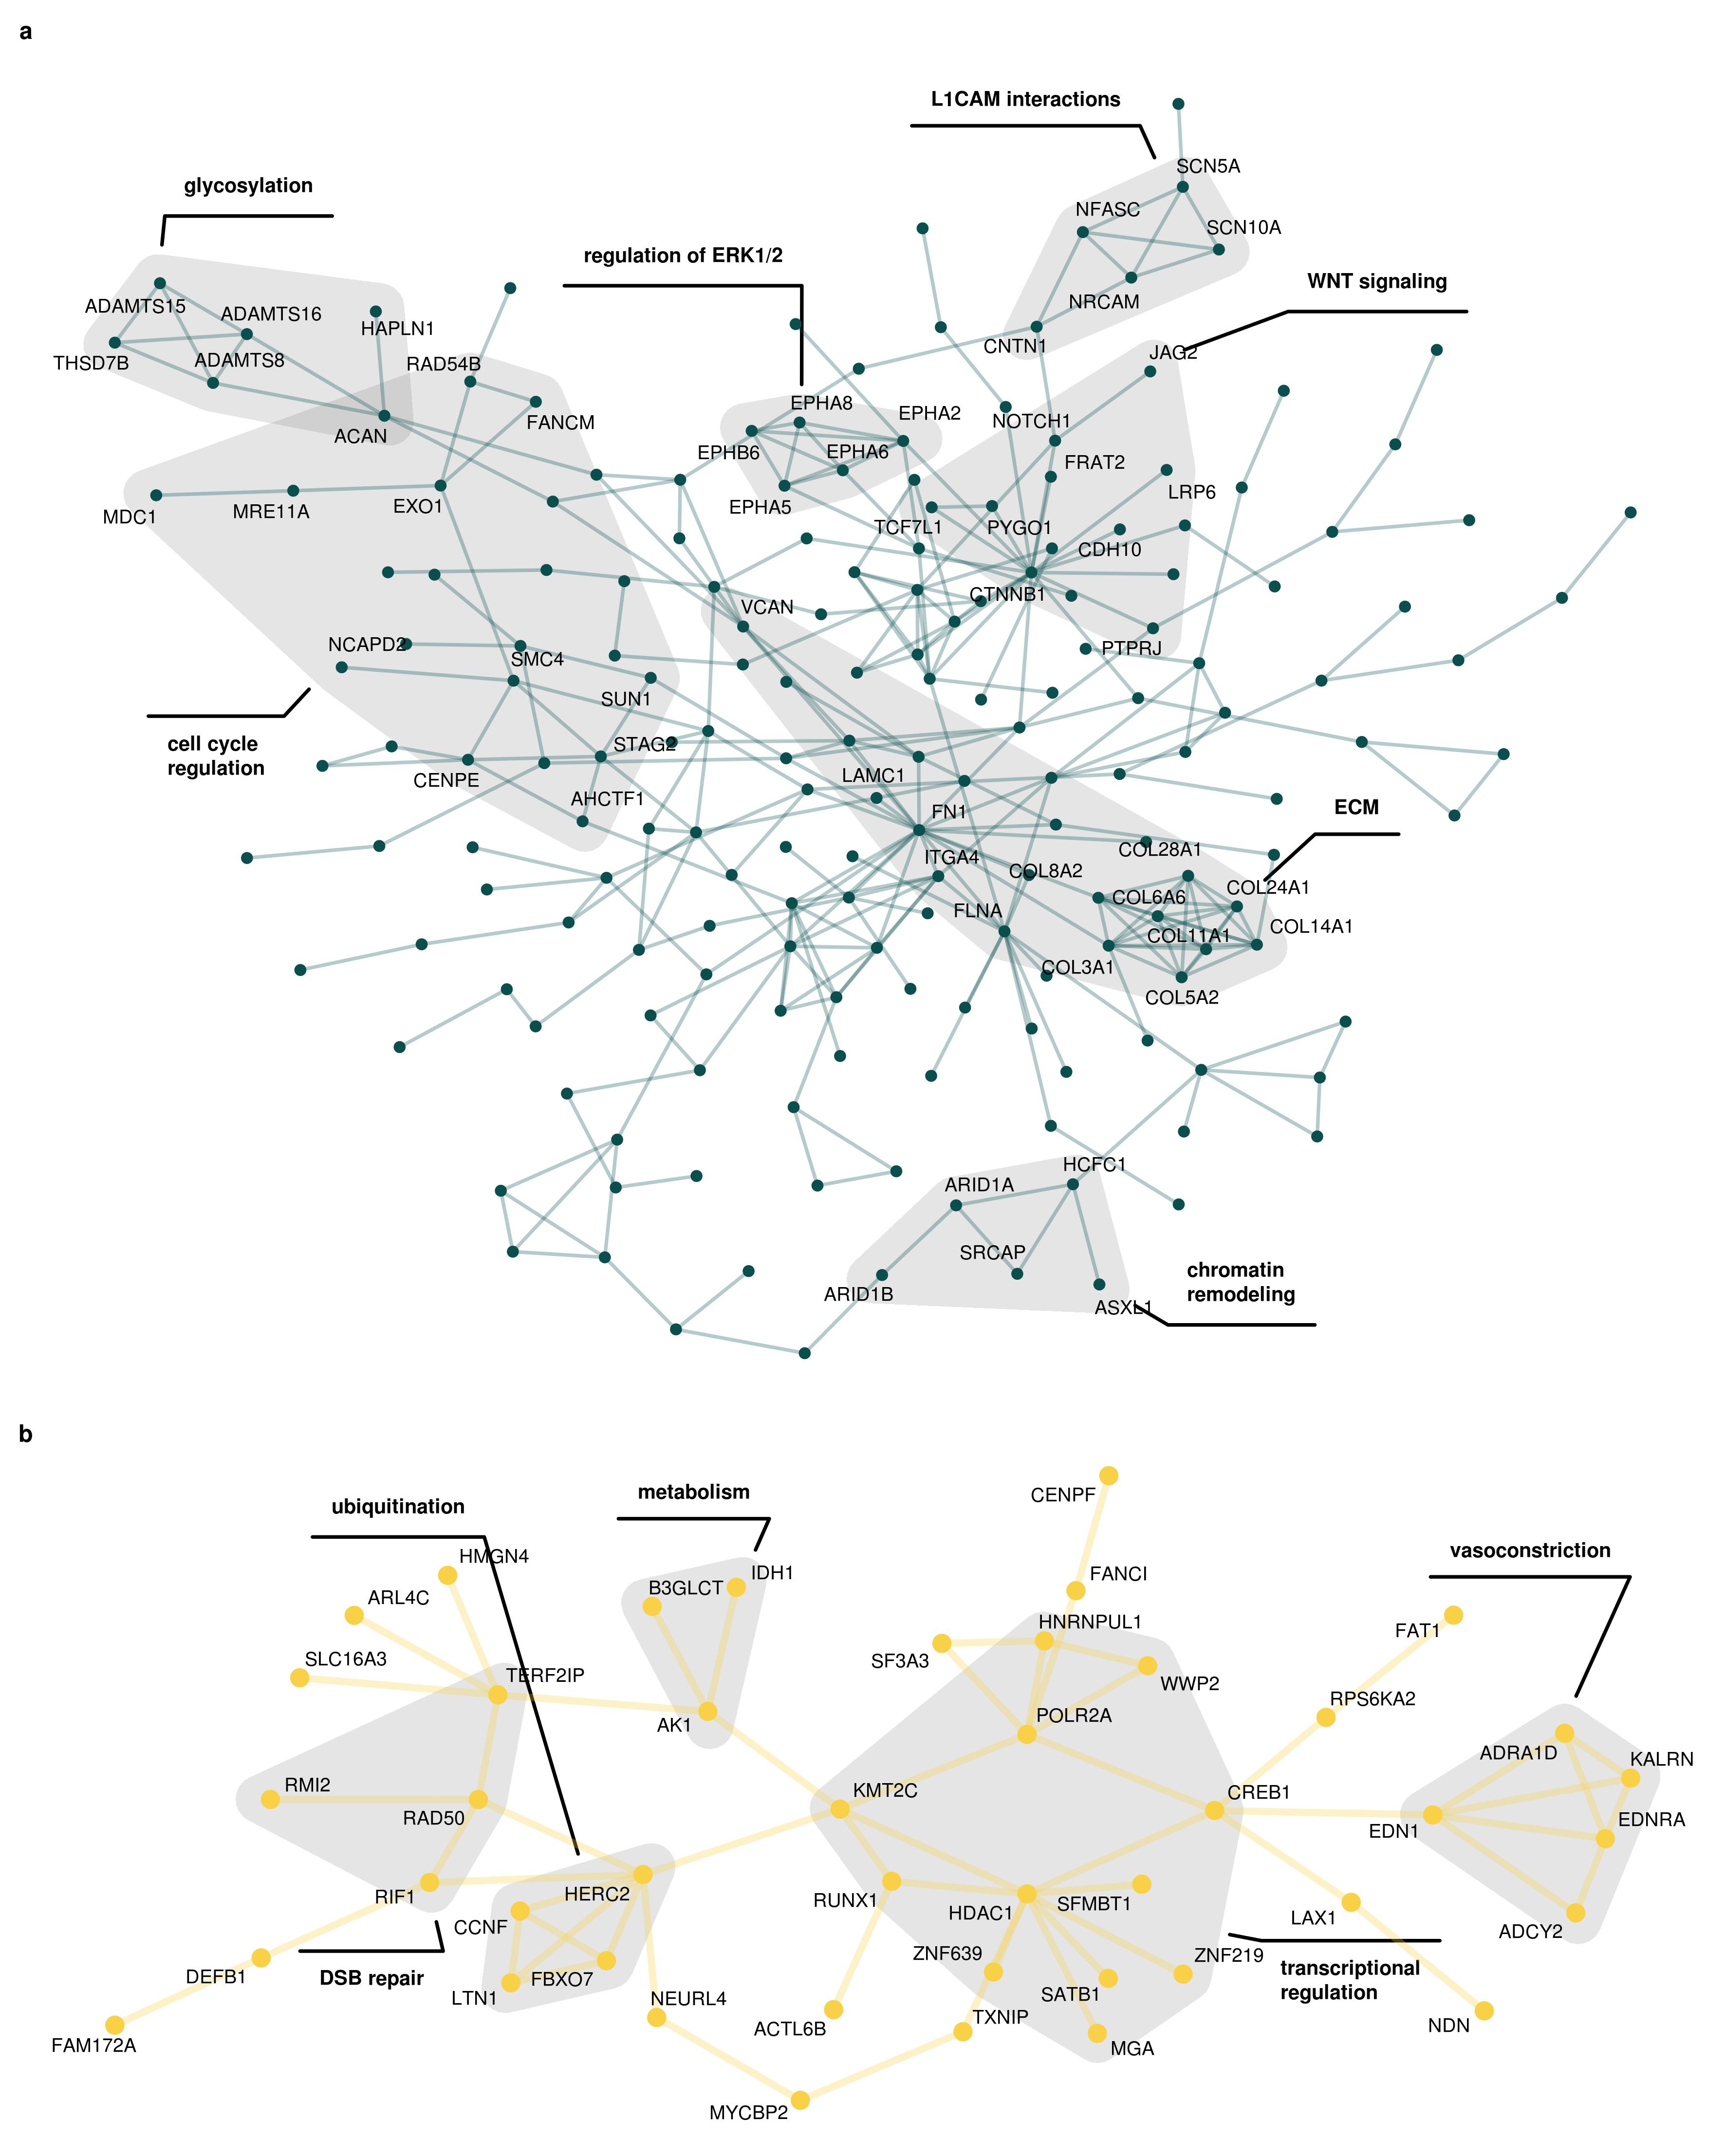 a
L1CAM interactions
SCN5A
glycosylation
NFASC
SCN10A
regulation of ERK1/2
WNT signaling
ADAMTS15
ADAMTS16
NRCAM
HAPLN1
CNTN1
JAG2
THSD7B
ADAMTS8
RAD54B
EPHA8
EPHA2
NOTCH1
FANCM
ACAN
EPHB6
EPHA6
FRAT2
LRP6
MDC1
MRE11A
EXO1
EPHA5
TCF7L1
PYGO1
CDH10
CTNNB1
VCAN
NCAPD2
SMC4
PTPRJ
SUN1
cell cycle
regulation
STAG2
CENPE
LAMC1
AHCTF1
FN1
ECM
COL28A1
ITGA4
COL8A2
COL24A1
COL6A6
FLNA
COL14A1
COL11A1
COL3A1
COL5A2
HCFC1
ARID1A
SRCAP
chromatin
remodeling
ARID1B
ASXL1
b
CENPF
metabolism
ubiquitination
HMGN4
vasoconstriction
IDH1
FANCI
B3GLCT
ARL4C
HNRNPUL1
FAT1
SLC16A3
SF3A3
TERF2IP
WWP2
RPS6KA2
AK1
POLR2A
ADRA1D
KALRN
RMI2
KMT2C
CREB1
RAD50
EDN1
EDNRA
RIF1
HERC2
RUNX1
HDAC1
SFMBT1
LAX1
CCNF
ADCY2
ZNF639
ZNF219
DEFB1
DSB repair
FBXO7
transcriptional
regulation
LTN1
NEURL4
SATB1
ACTL6B
TXNIP
NDN
FAM172A
MGA
MYCBP2